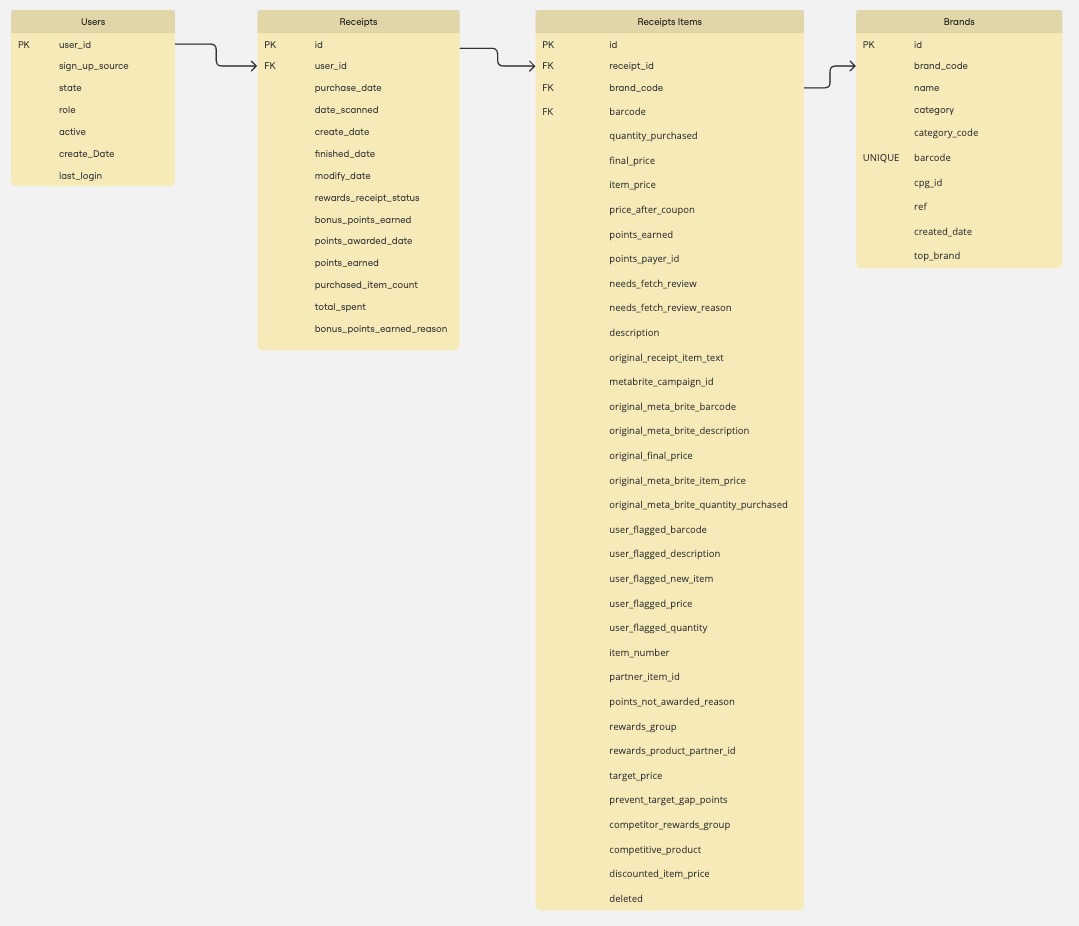 Users
PK user_id
sign_up_source
state
role
active
create_Date
last_login
Receipts
PK id
FK user_id
purchase_date
date_scanned
create_date
finished_date
modify_date
rewards_receipt_status
bonus_points_earned
points_awarded_date
points_earned
purchased_item_count
total_spent
bonus_points_earned_reason
Receipts Items
PK id
FK receipt_id
FK brand_code
FK barcode
quantity_purchased
final_price
item_price
price_after_coupon
points_earned
points_payer_id
needs_fetch_review
needs_fetch_review_reason
description
original_receipt_item_text
metabrite_campaign_id
original_meta_brite_barcode
original_meta_brite_description
original_final_price
original_meta_brite_item_price
original_meta_brite_quantity_purchased
user_flagged_barcode
user_flagged_description
user_flagged_new_item
user_flagged_price
user_flagged_quantity
item_number
partner_item_id
points_not_awarded_reason
rewards_group
rewards_product_partner_id
target_price
prevent_target_gap_points
competitor_rewards_group
competitive_product
discounted_item_price
deleted
Brands
PK id
brand_code
name
category
category_code
UNIQUE barcode
cpg_id
ref
created_date
top_brand